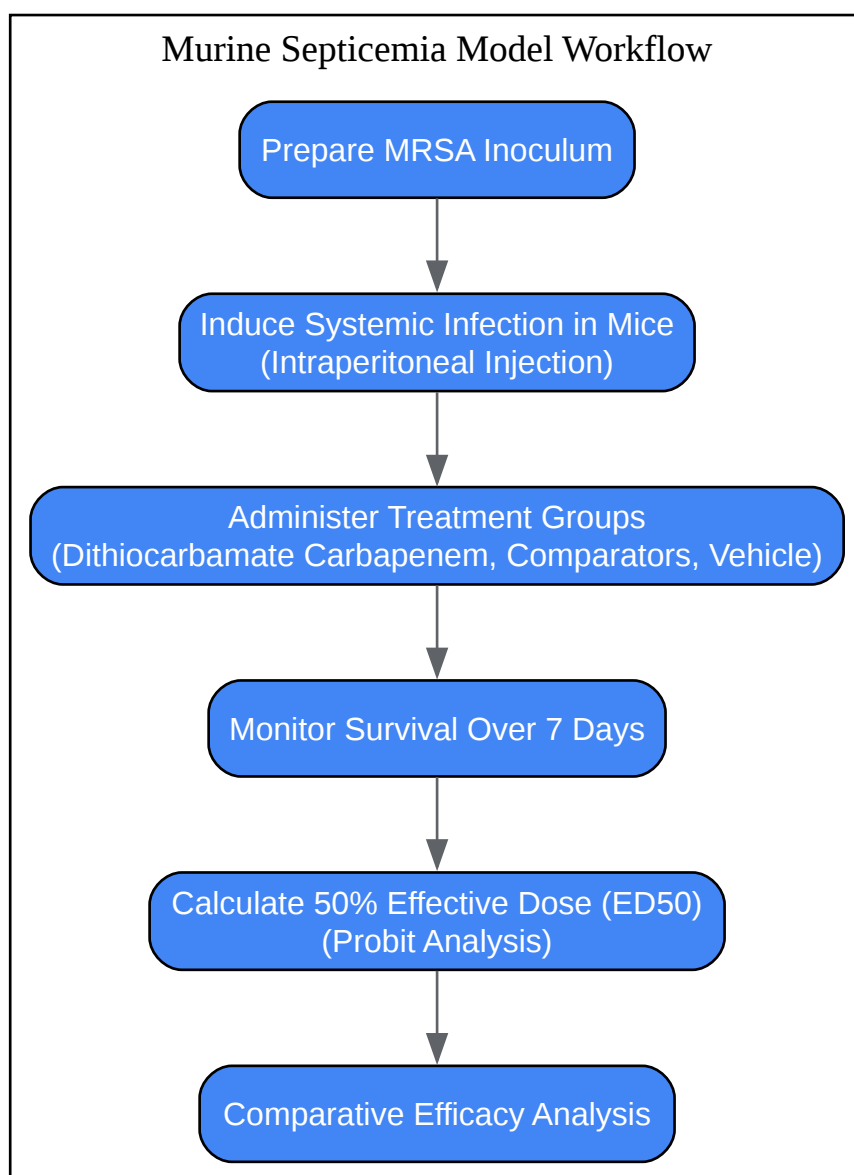 Murine Septicemia Model Workflow
Prepare MRSA Inoculum
Induce Systemic Infection in Mice
(Intraperitoneal Injection)
Administer Treatment Groups
(Dithiocarbamate Carbapenem, Comparators, Vehicle)
Monitor Survival Over 7 Days
Calculate 50% Effective Dose (ED50)
(Probit Analysis)
Comparative Efficacy Analysis